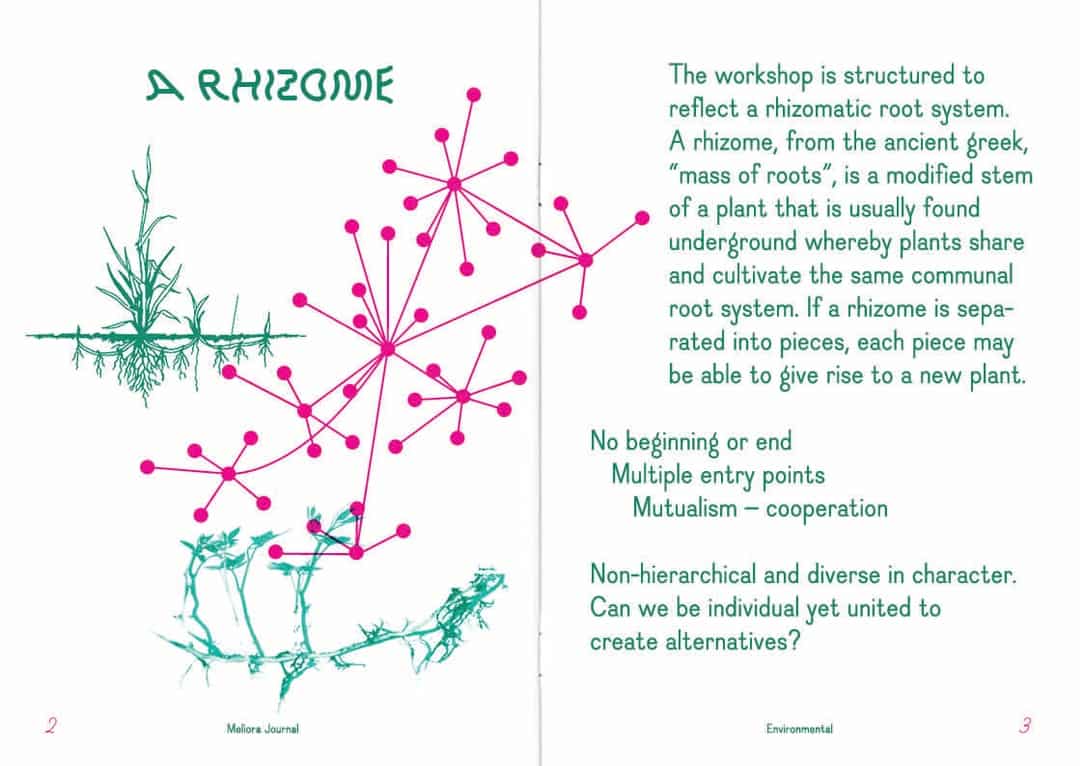 A RHIZOME
The workshop is structured to
reflect a rhizomatic root system.
A rhizome, from the ancient greek,
“mass of roots”, is a modified stem
of a plant that is usually found
underground whereby plants share
and cultivate the same communal
root system. If a rhizome is sepa-
rated into pieces, each piece may
be able to give rise to a new plant.
No beginning or end
Multiple entry points
Mutualism – cooperation
Non-hierarchical and diverse in character.
Can we be individual yet united to
create alternatives?
2
Meliora Journal
Environmental
3